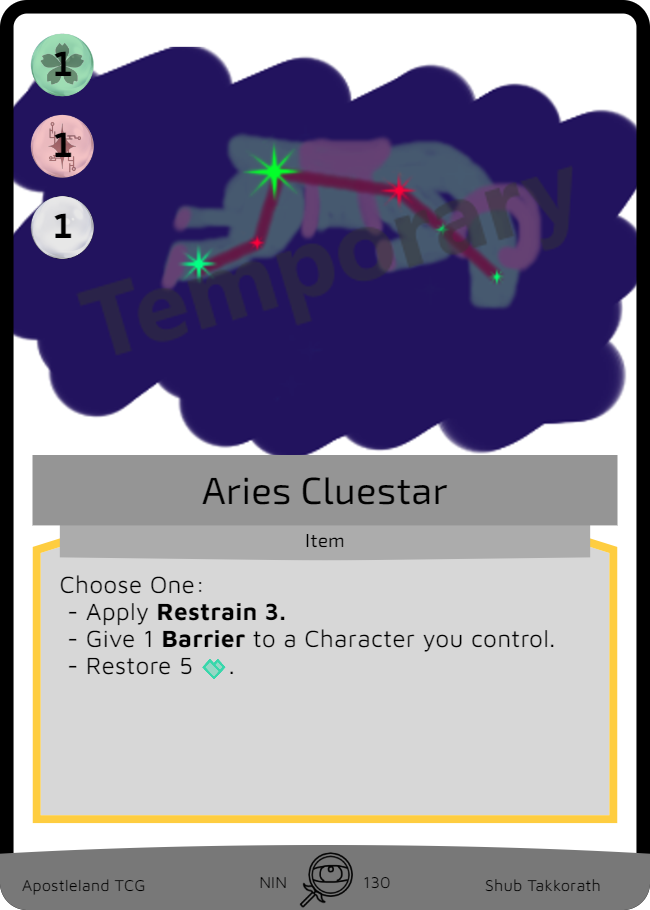 1
1
1
Temporary
Aries Cluestar
Item
Choose One:
- Apply Restrain 3.
- Give 1 Barrier to a Character you control.
- Restore 5 .
Apostleland TCG
NIN 130
Shub Takkorath